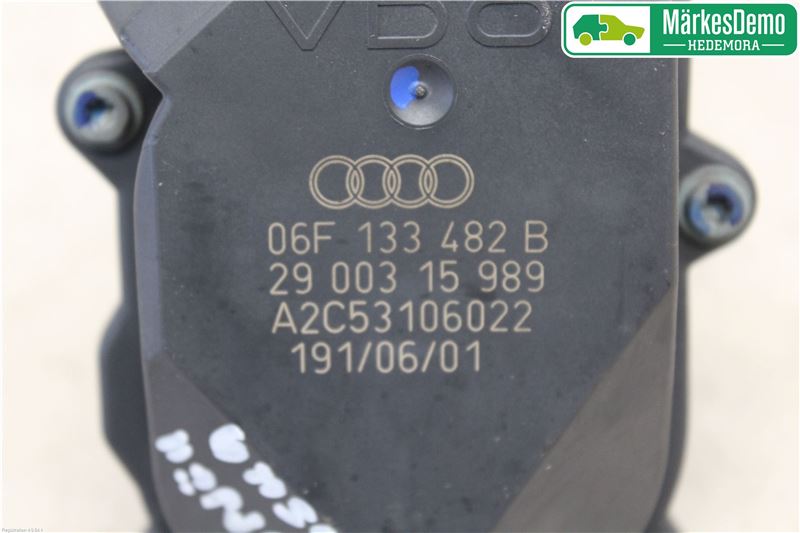 VDO
MärkesDemo
HEDEMORA
06F 133 482 B
29 003 15 989
A2C53106022
191/06/01